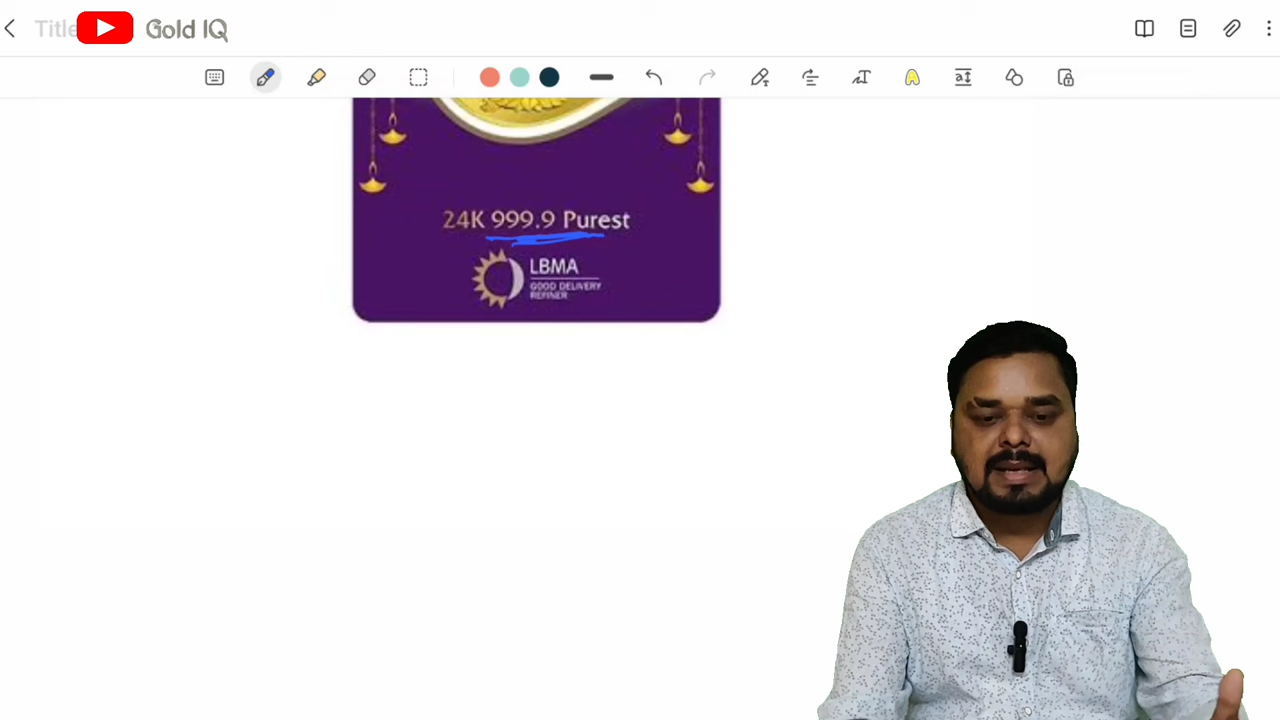 Title
Gold IQ
24K 999.9 Purest
LBMA
GOOD DELIVERY
REFINER